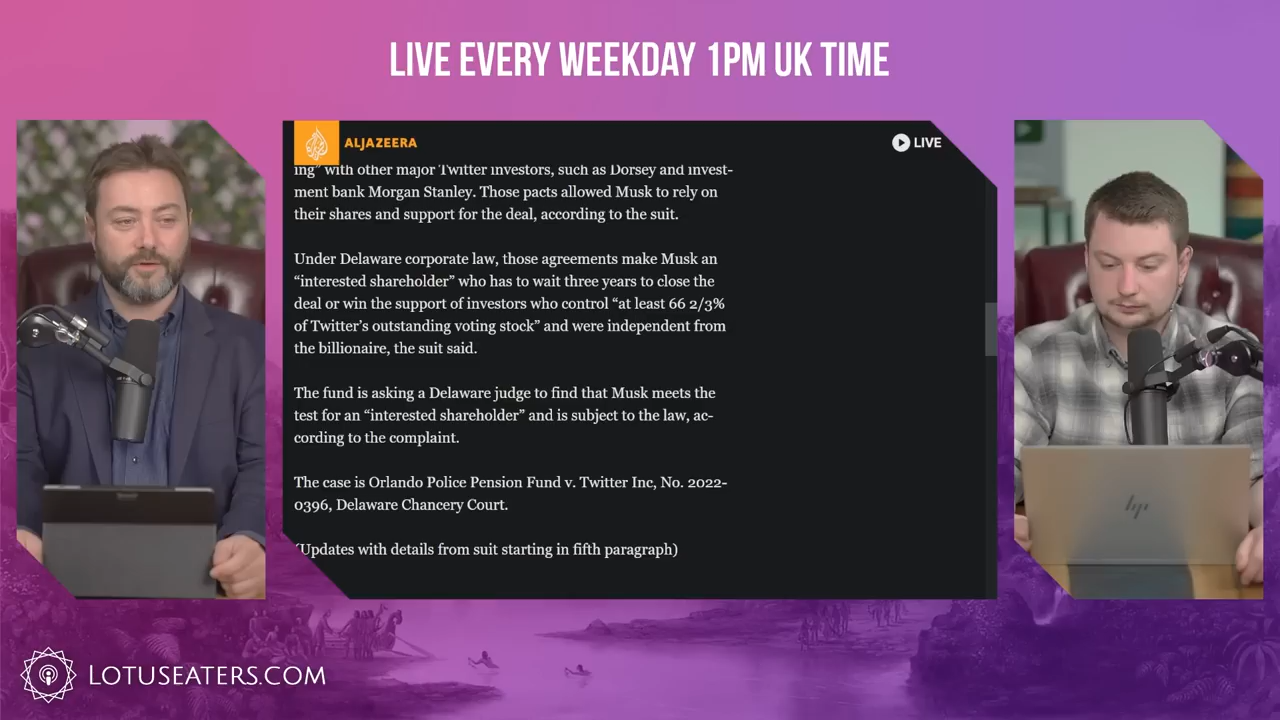 LIVE EVERY WEEKDAY 1PM UK TIME
ALJAZEERA
LIVE
ing” with other major Twitter investors, such as Dorsey and invest-
ment bank Morgan Stanley. Those pacts allowed Musk to rely on
their shares and support for the deal, according to the suit.
Under Delaware corporate law, those agreements make Musk an
“interested shareholder” who has to wait three years to close the
deal or win the support of investors who control “at least 66 2/3%
of Twitter’s outstanding voting stock” and were independent from
the billionaire, the suit said.
The fund is asking a Delaware judge to find that Musk meets the
test for an “interested shareholder” and is subject to the law, ac-
cording to the complaint.
The case is Orlando Police Pension Fund v. Twitter Inc, No. 2022-
0396, Delaware Chancery Court.
(Updates with details from suit starting in fifth paragraph)
hp
LOTUSEATERS.COM